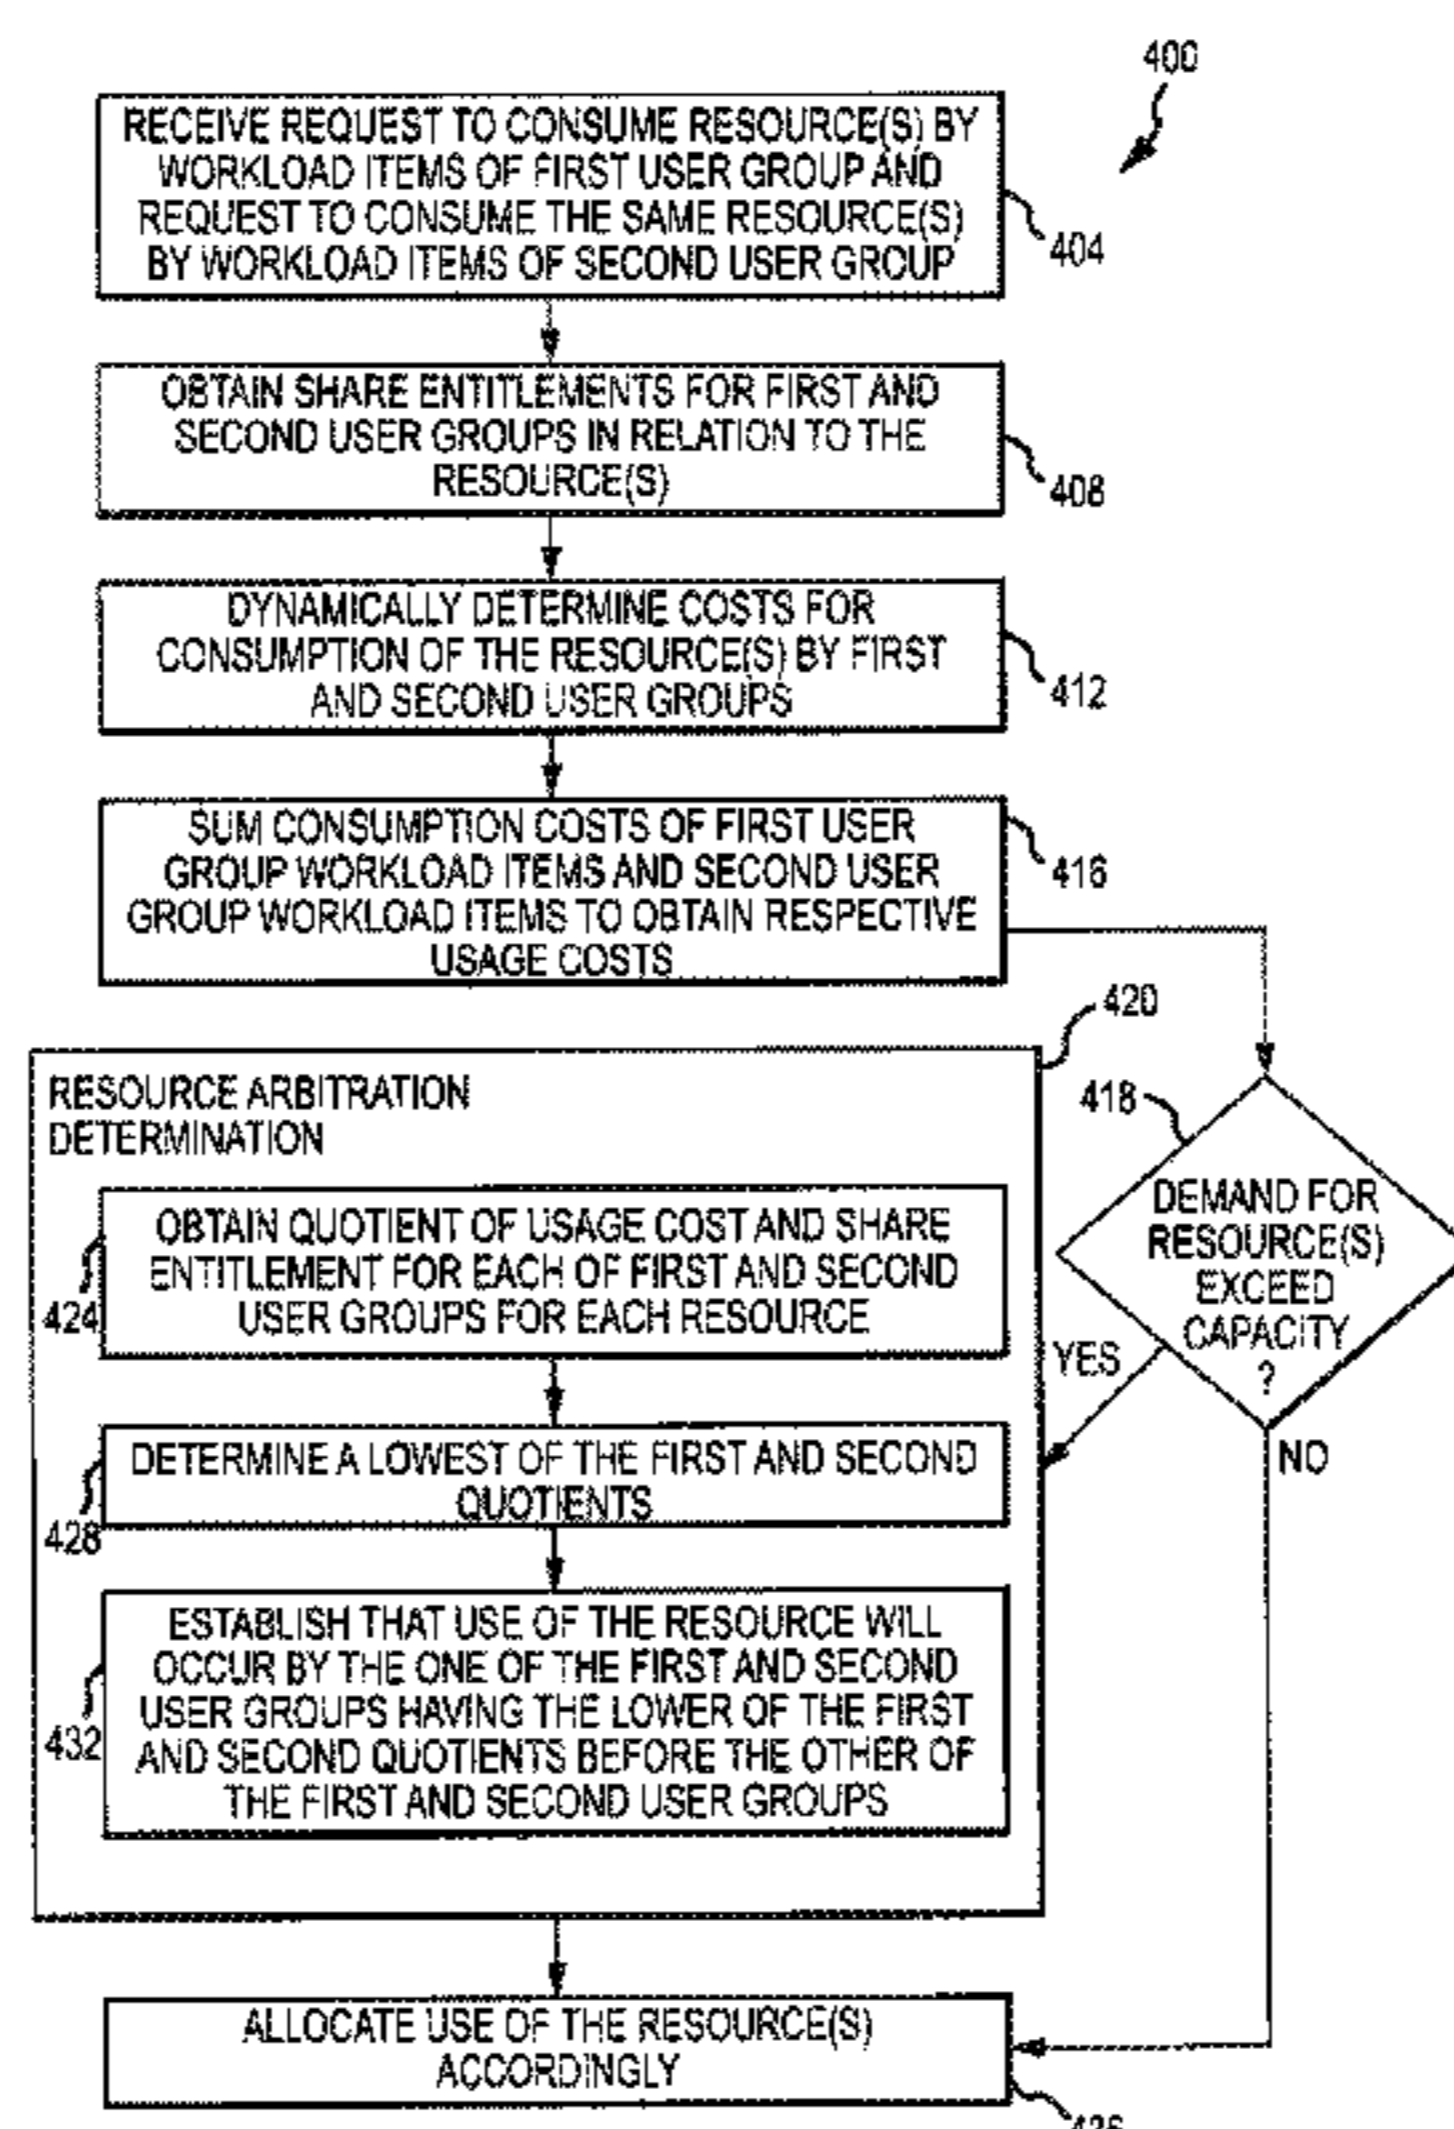 400
RECEIVE REQUEST TO CONSUME RESOURCE(S) BY
WORKLOAD ITEMS OF FIRST USER GROUP AND
REQUEST TO CONSUME THE SAME RESOURCE(S)
BY WORKLOAD ITEMS OF SECOND USER GROUP
404
OBTAIN SHARE ENTITLEMENTS FOR FIRST AND
SECOND USER GROUPS IN RELATION TO THE
RESOURCE(S)
408
DYNAMICALLY DETERMINE COSTS FOR
CONSUMPTION OF THE RESOURCE(S) BY FIRST
AND SECOND USER GROUPS
412
SUM CONSUMPTION COSTS OF FIRST USER
GROUP WORKLOAD ITEMS AND SECOND USER
GROUP WORKLOAD ITEMS TO OBTAIN RESPECTIVE
USAGE COSTS
416
420
418
DEMAND FOR
RESOURCE(S)
EXCEED
CAPACITY
?
YES
NO
RESOURCE ARBITRATION
DETERMINATION
OBTAIN QUOTIENT OF USAGE COST AND SHARE
ENTITLEMENT FOR EACH OF FIRST AND SECOND
USER GROUPS FOR EACH RESOURCE
424
DETERMINE A LOWEST OF THE FIRST AND SECOND
QUOTIENTS
428
ESTABLISH THAT USE OF THE RESOURCE WILL
OCCUR BY THE ONE OF THE FIRST AND SECOND
USER GROUPS HAVING THE LOWER OF THE FIRST
AND SECOND QUOTIENTS BEFORE THE OTHER OF
THE FIRST AND SECOND USER GROUPS
432
ALLOCATE USE OF THE RESOURCE(S)
ACCORDINGLY